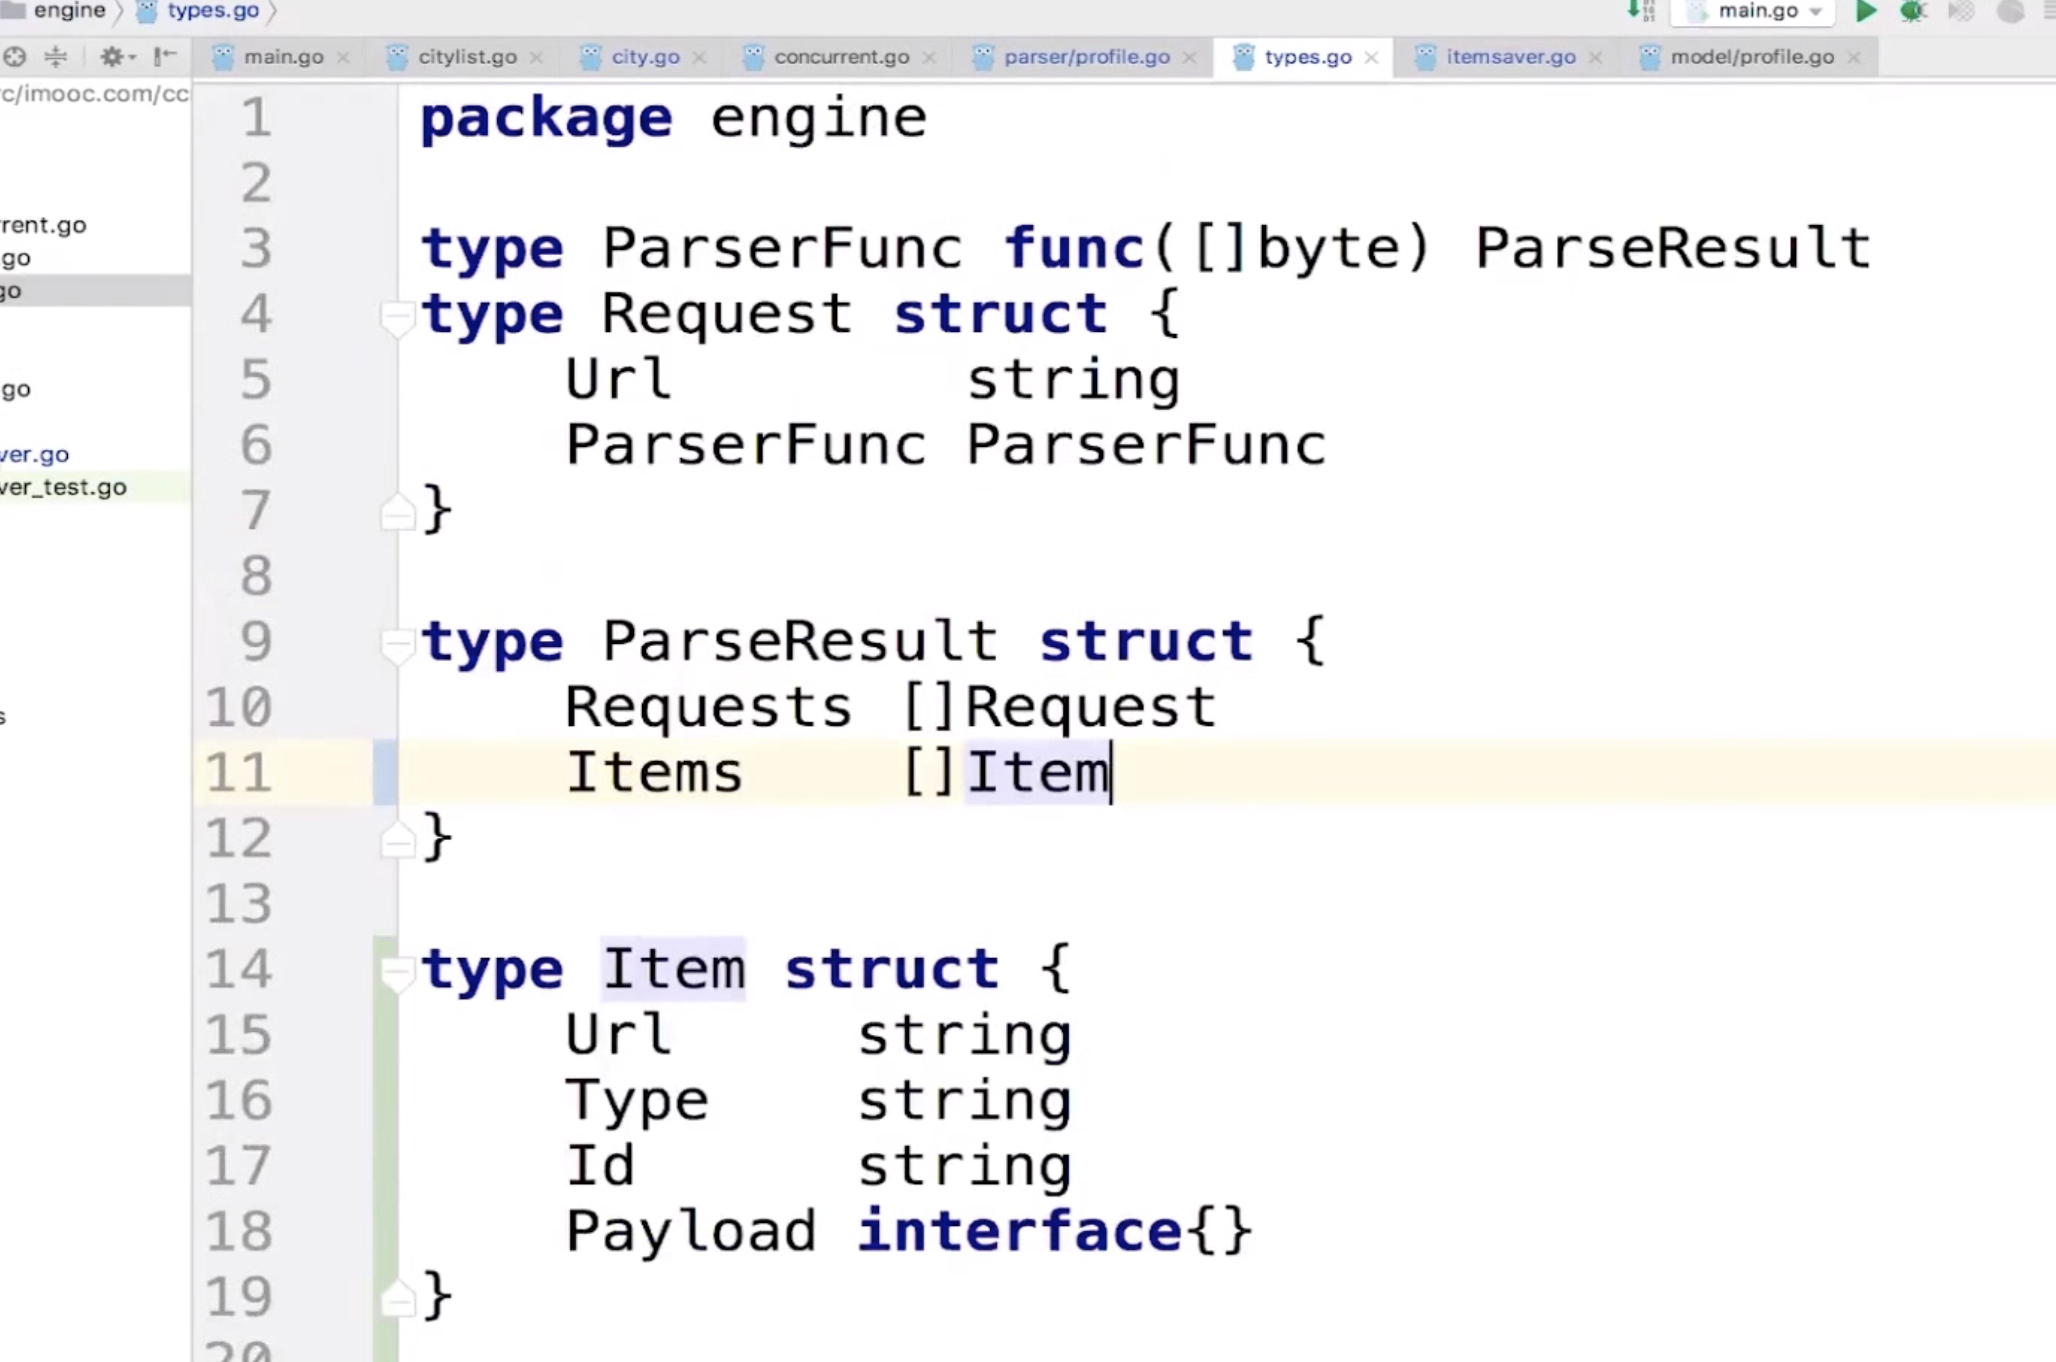 engine types.go
main.go
main.go citylist.go city.go concurrent.go parser/profile.go types.go itemsaver.go model/profile.go
c/imooc.com/cc
rent.go
go
go
go
ver.go
ver_test.go
s
1 package engine
2
3 type ParserFunc func([]byte) ParseResult
4 type Request struct {
5 Url string
6 ParserFunc ParserFunc
7 }
8
9 type ParseResult struct {
10 Requests []Request
11 Items []Item
12 }
13
14 type Item struct {
15 Url string
16 Type string
17 Id string
18 Payload interface{}
19 }
20